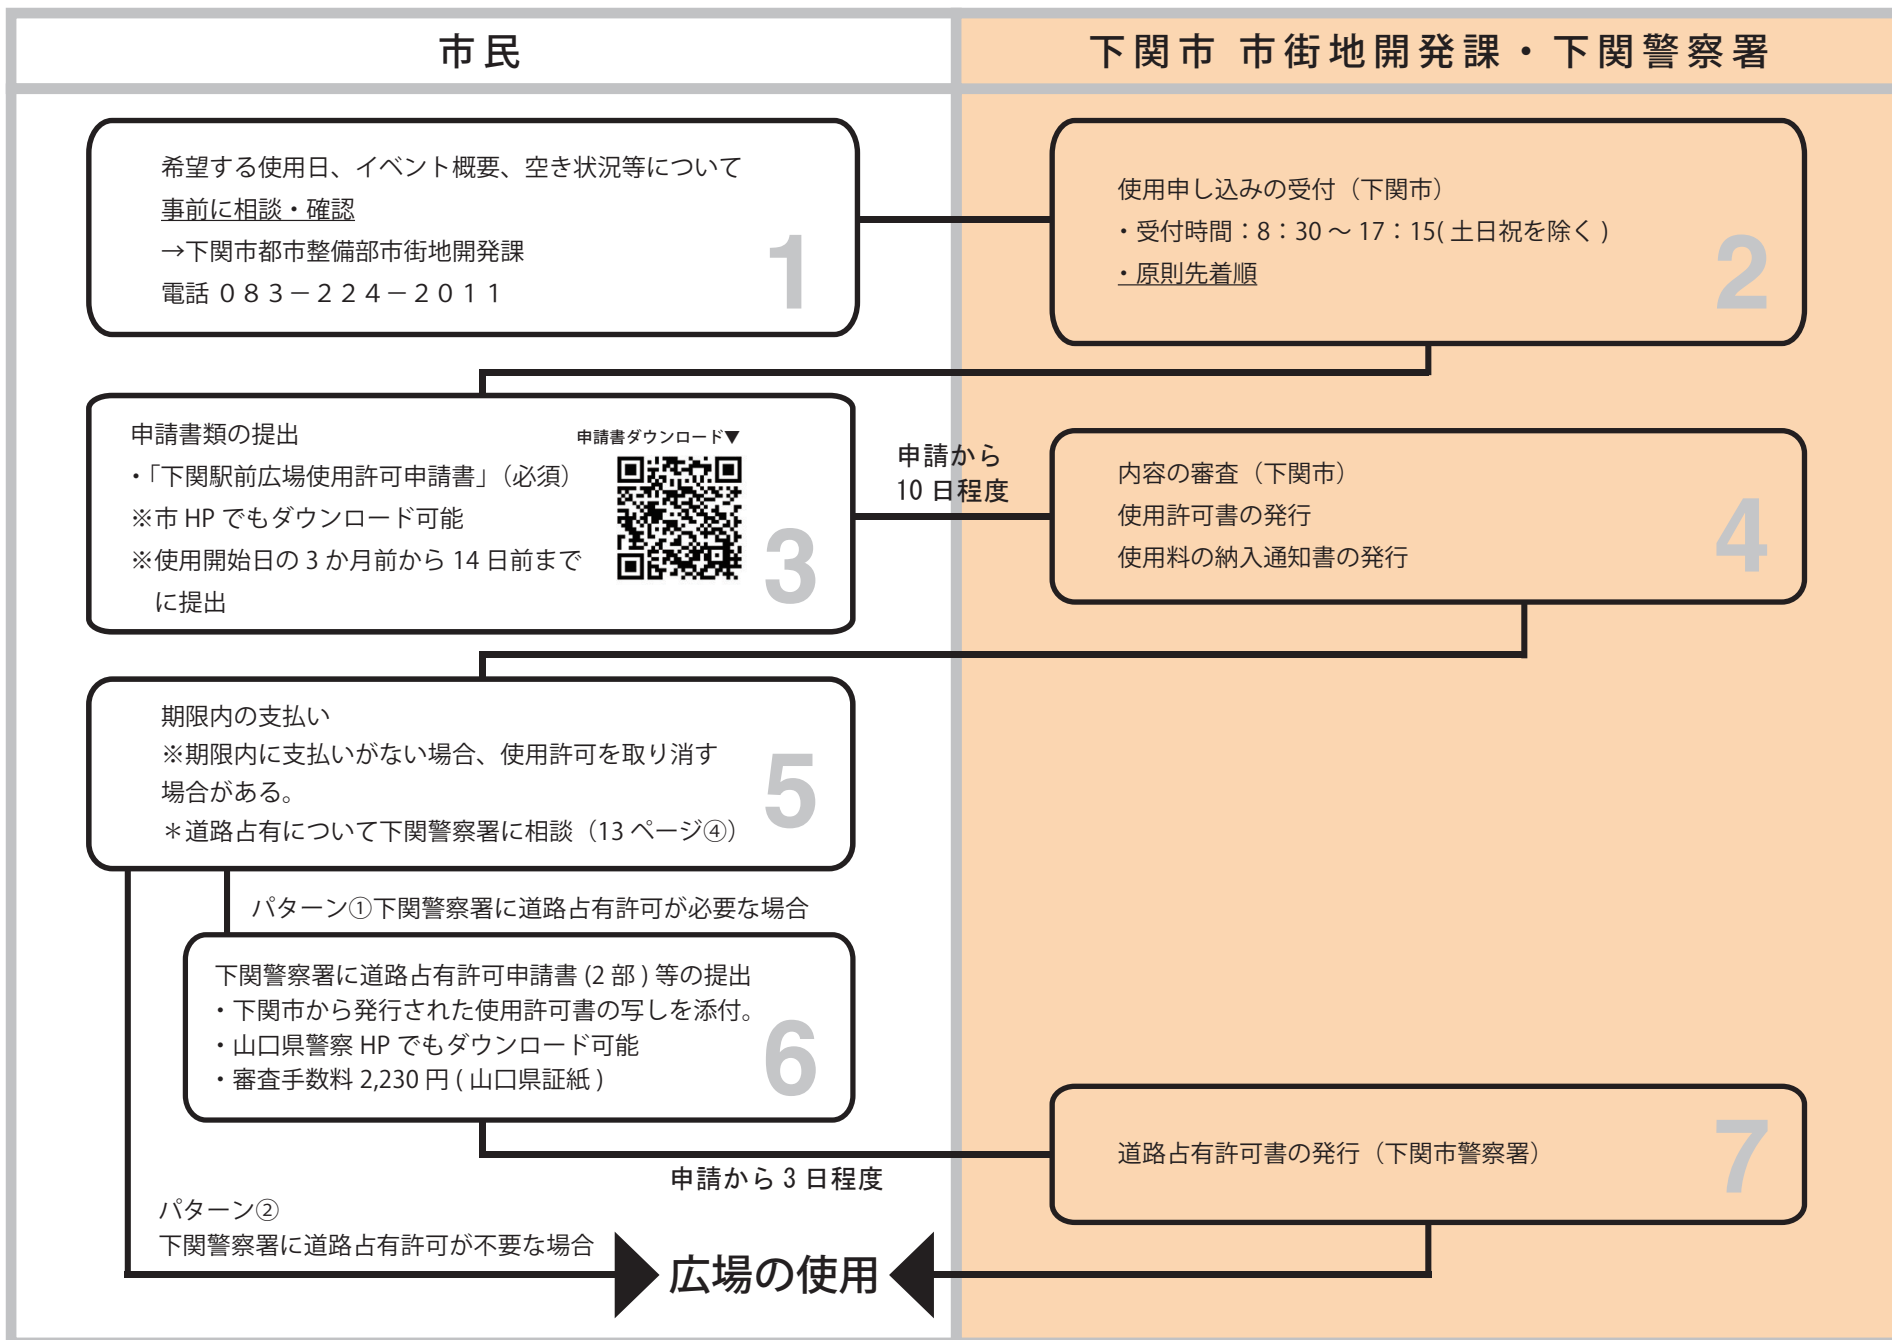 市民
下関市 市街地開発課・下関警察署
希望する使用日、イベント概要、空き状況等について
事前に相談・確認
→下関市都市整備部市街地開発課
電話 ０８３－２２４－２０１１
1
使用申し込みの受付（下関市）
・受付時間：8：30 ～ 17：15( 土日祝を除く )
・原則先着順
2
申請書類の提出
申請書ダウンロード▼
・「下関駅前広場使用許可申請書」（必須）
※市 HP でもダウンロード可能
※使用開始日の 3 か月前から 14 日前まで
に提出
3
申請から
10 日程度
内容の審査（下関市）
使用許可書の発行
使用料の納入通知書の発行
4
期限内の支払い
※期限内に支払いがない場合、使用許可を取り消す
場合がある。
＊道路占有について下関警察署に相談（13 ページ④）
5
パターン①下関警察署に道路占有許可が必要な場合
下関警察署に道路占有許可申請書 (2 部 ) 等の提出
・下関市から発行された使用許可書の写しを添付。
・山口県警察 HP でもダウンロード可能
・審査手数料 2,230 円 ( 山口県証紙 )
6
申請から 3 日程度
道路占有許可書の発行（下関市警察署）
7
パターン②
下関警察署に道路占有許可が不要な場合
広場の使用